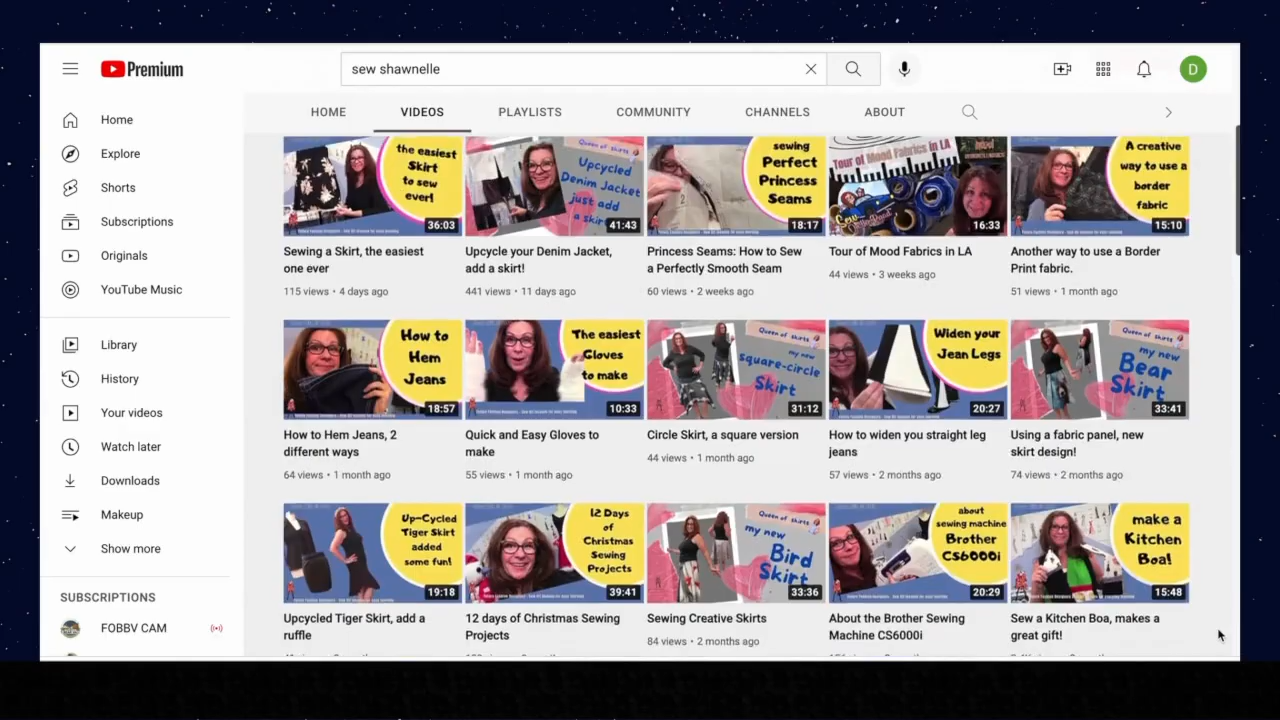 Premium
sew shawnelle
D
HOME VIDEOS PLAYLISTS COMMUNITY CHANNELS ABOUT
Home
Explore
Shorts
Subscriptions
Originals
YouTube Music
Library
History
Your videos
Watch later
Downloads
Makeup
Show more
SUBSCRIPTIONS
FOBBV CAM
the easiest
Skirt
to sew
ever!
36:03
Sewing a Skirt, the easiest
one ever
115 views • 4 days ago
Queen of Skirts
Upcycled
Denim Jacket
just add
a skirt
41:43
Upcycle your Denim Jacket,
add a skirt!
441 views • 11 days ago
sewing
Perfect
Princess
Seams
18:17
Princess Seams: How to Sew
a Perfectly Smooth Seam
60 views • 2 weeks ago
Tour of Mood Fabrics in LA
16:33
Tour of Mood Fabrics in LA
44 views • 3 weeks ago
A creative
way to use a
border
fabric
15:10
Another way to use a Border
Print fabric.
51 views • 1 month ago
How to
Hem
Jeans
18:57
How to Hem Jeans, 2
different ways
64 views • 1 month ago
The easiest
Gloves
to make
10:33
Quick and Easy Gloves to
make
55 views • 1 month ago
Queen of Skirts
my new
square-circle
Skirt
31:12
Circle Skirt, a square version
44 views • 1 month ago
Widen your
Jean Legs
20:27
How to widen you straight leg
jeans
57 views • 2 months ago
Queen of Skirts
my new
Bear
Skirt
33:41
Using a fabric panel, new
skirt design!
74 views • 2 months ago
Up-Cycled
Tiger Skirt
added
some fun!
19:18
Upcycled Tiger Skirt, add a
ruffle
12 Days
of
Christmas
Sewing
Projects
39:41
12 days of Christmas Sewing
Projects
Queen of Skirts
my new
Bird
Skirt
33:36
Sewing Creative Skirts
84 views • 2 months ago
about
sewing machine
Brother
CS6000i
20:29
About the Brother Sewing
Machine CS6000i
make a
Kitchen
Boa!
15:48
Sew a Kitchen Boa, makes a
great gift!